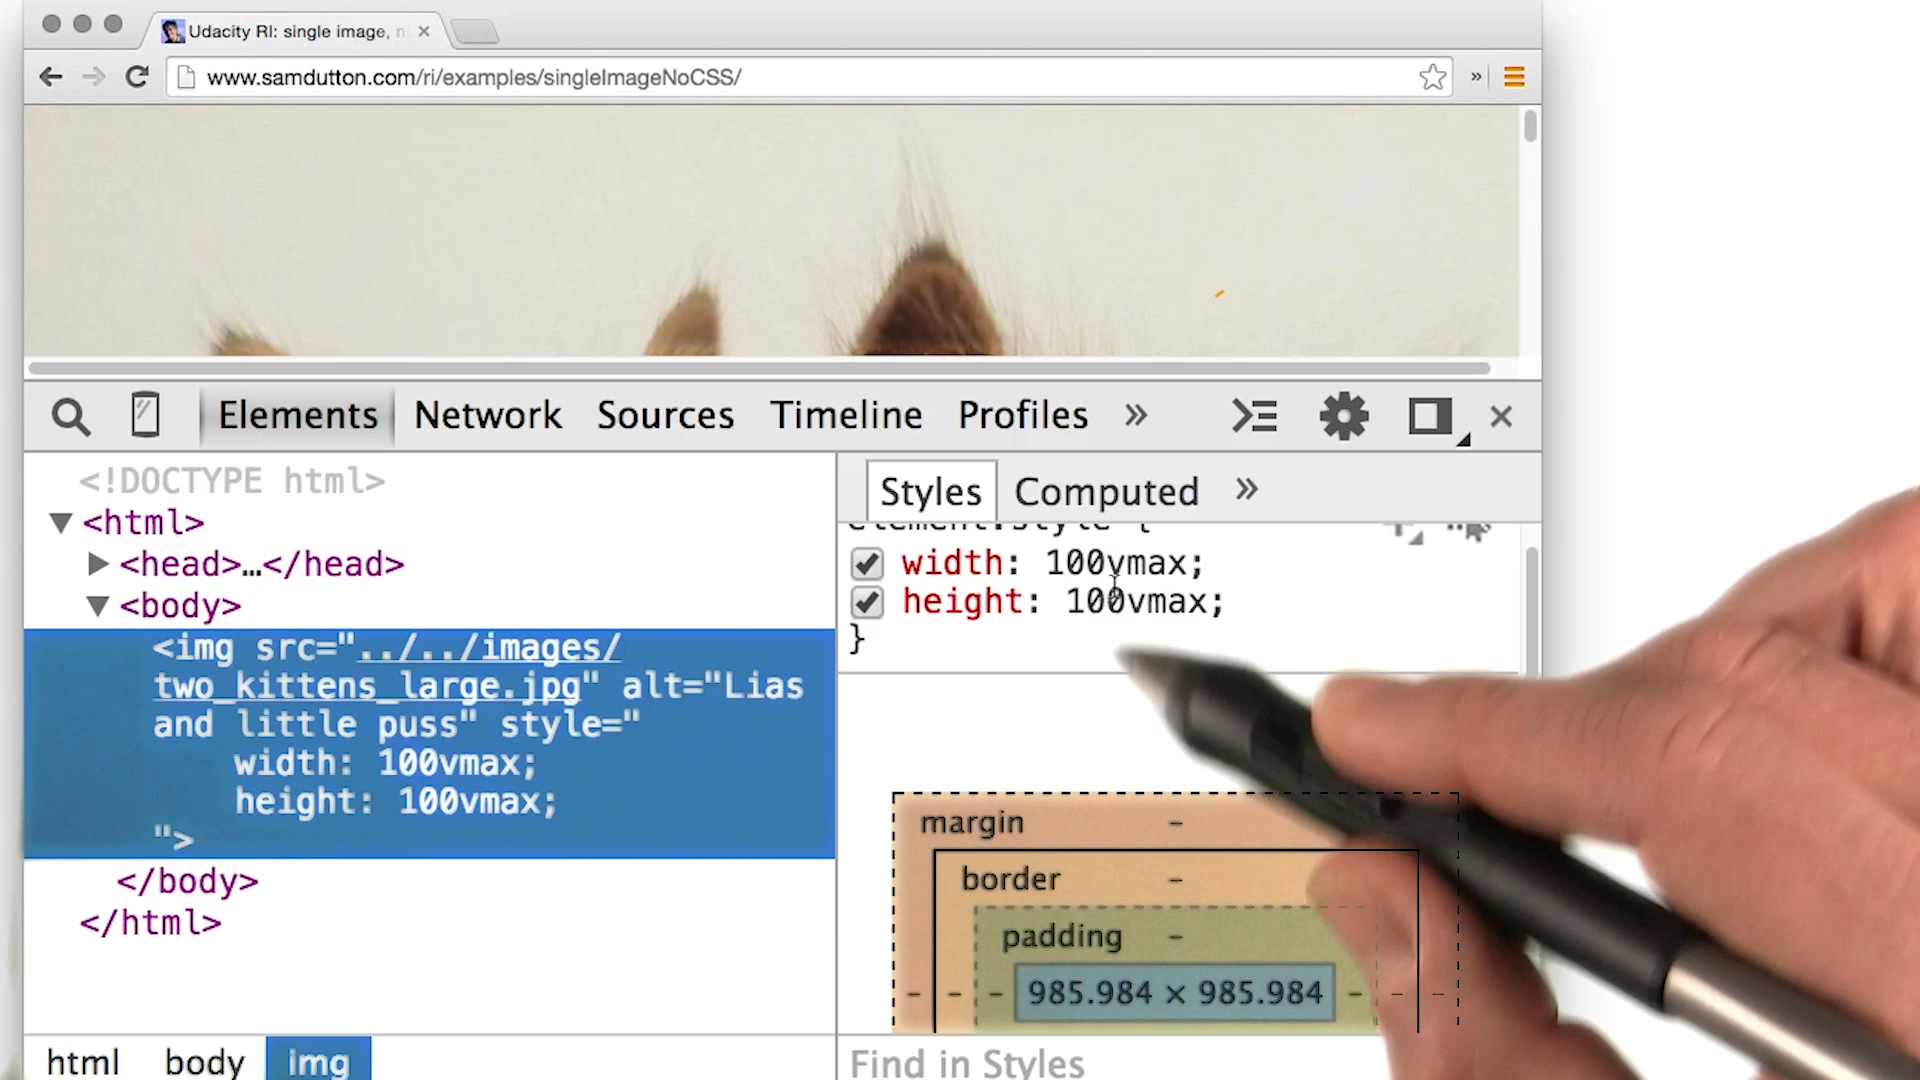 Udacity RI: single image, n
www.samdutton.com/ri/examples/singleImageNoCSS/
»
Elements Network Sources Timeline Profiles »
<!DOCTYPE html>
<html>
<head>…</head>
<body>
<img src="../../images/
two_kittens_large.jpg" alt="Lias
and little puss" style="
width: 100vmax;
height: 100vmax;
">
</body>
</html>
html body img
Styles Computed »
element.style {
width: 100vmax;
height: 100vmax;
}
margin -
border -
padding -
- - - 985.984 × 985.984 - - -
Find in Styles